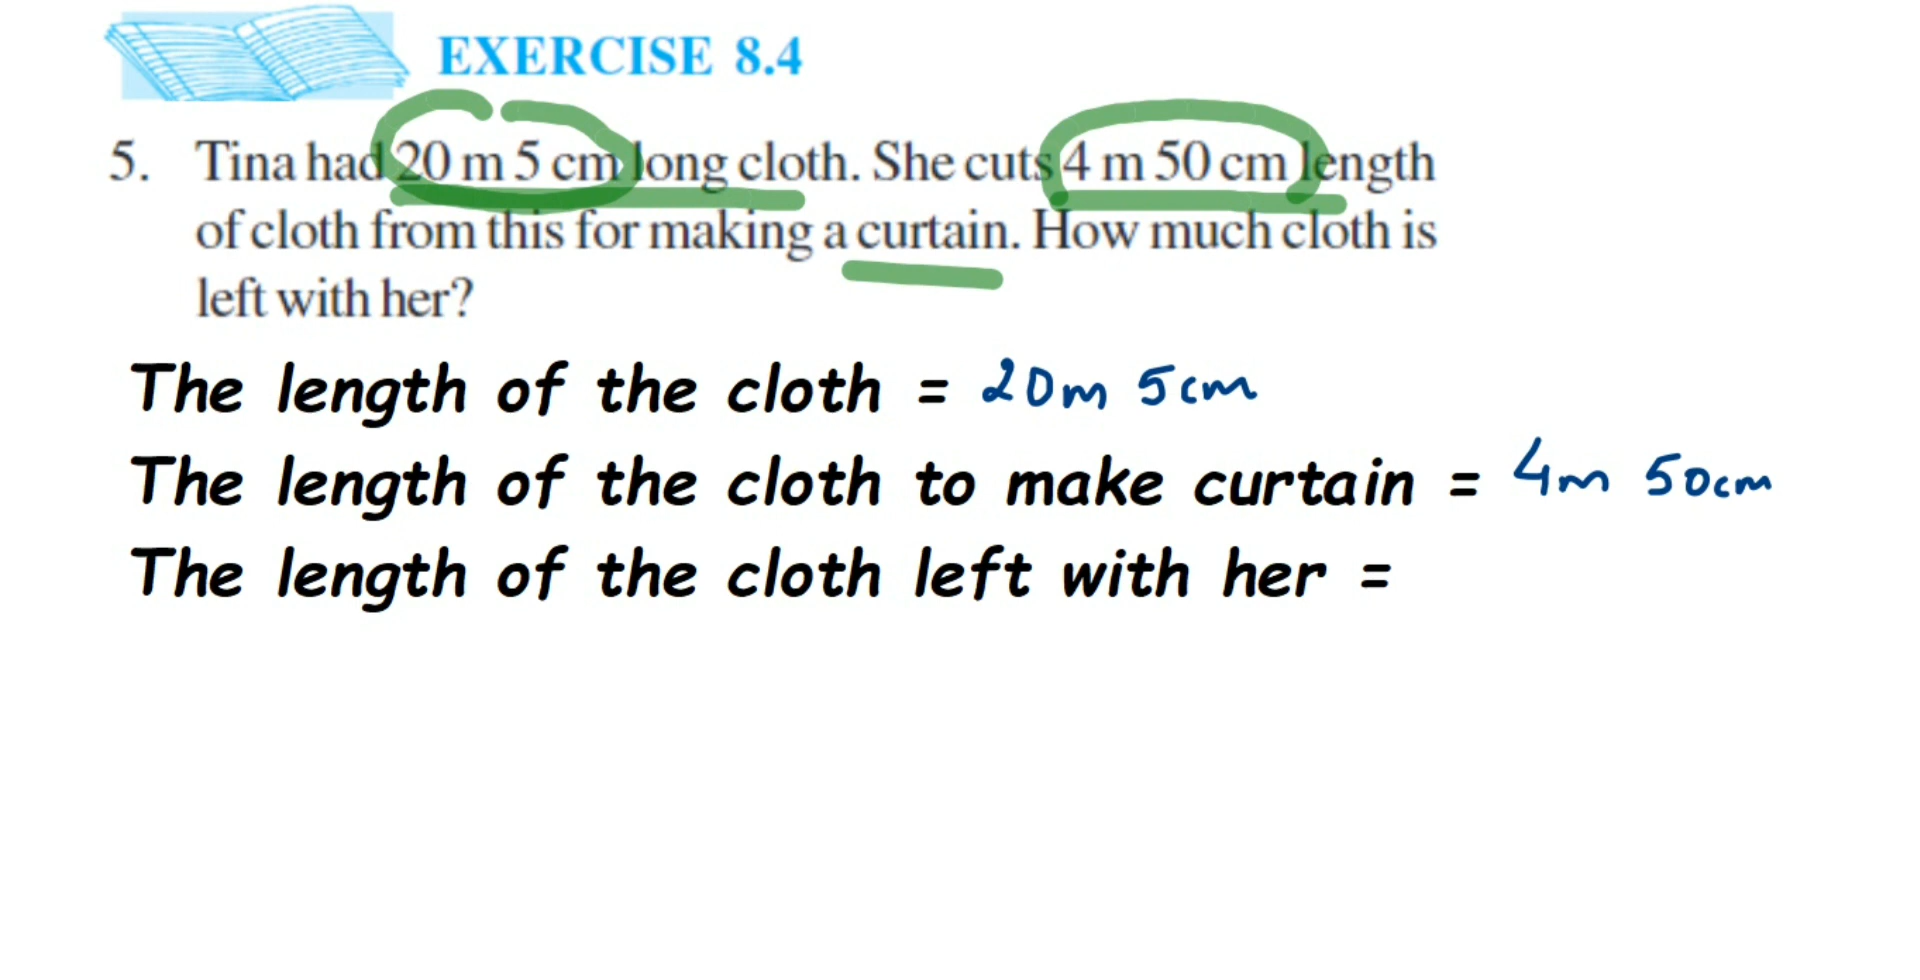 EXERCISE 8.4
5. Tina had 20 m 5 cm long cloth. She cuts 4 m 50 cm length
of cloth from this for making a curtain. How much cloth is
left with her?
The length of the cloth = 20m 5cm
The length of the cloth to make curtain = 4m 50cm
The length of the cloth left with her =